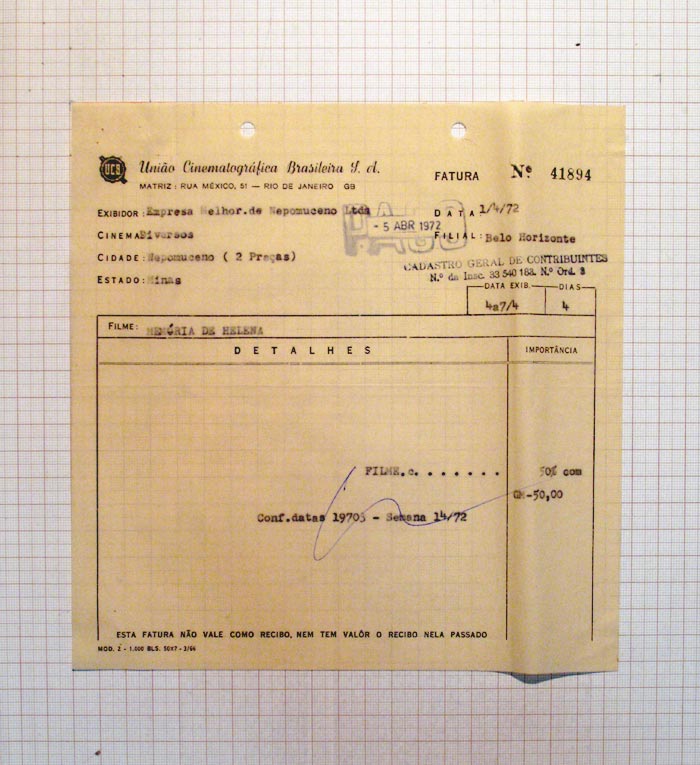 UCB União Cinematográfica Brasileira S. A.
MATRIZ: RUA MÉXICO, 51 — RIO DE JANEIRO GB
FATURA Nº 41894
EXIBIDOR: Empresa Melhor.de Nepomuceno Ltda
DATA: 1/4/72
PAGO
- 5 ABR 1972
CINEMA Diversos
FILIAL: Belo Horizonte
CIDADE: Nepomuceno ( 2 Praças)
CADASTRO GERAL DE CONTRIBUINTES
N.º da Insc. 33 540 183. N.º Ord. 3
ESTADO: Minas
DATA EXIB. DIAS
4a7/4 4
FILME: MEMÓRIA DE HELENA
DETALHES IMPORTÂNCIA
FILME.c. . . . . . . . 50% com
CR-50,00
Conf.datas 19703 - Semana 14/72
ESTA FATURA NÃO VALE COMO RECIBO, NEM TEM VALÔR O RECIBO NELA PASSADO
MOD. 2 - 1.000 BLS. 50X7 - 3/66